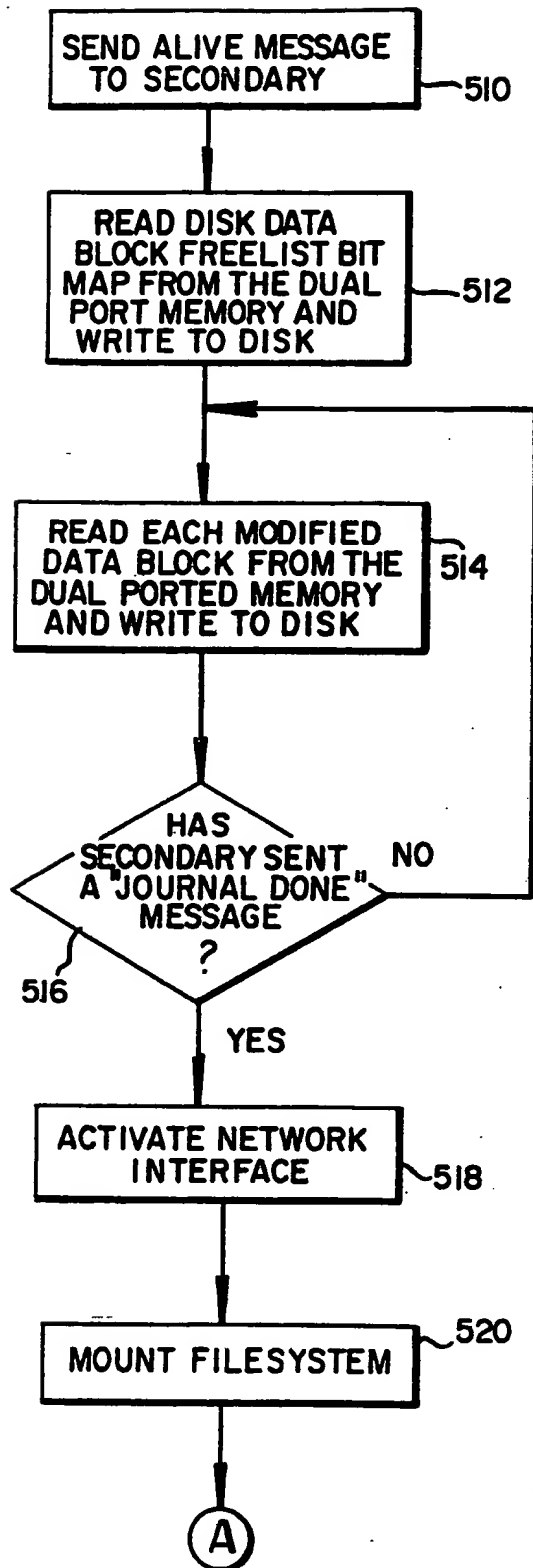 SEND ALIVE MESSAGE
TO SECONDARY
510
READ DISK DATA
BLOCK FREELIST BIT
MAP FROM THE DUAL
PORT MEMORY AND
WRITE TO DISK
512
READ EACH MODIFIED
DATA BLOCK FROM THE
DUAL PORTED MEMORY
AND WRITE TO DISK
514
HAS
SECONDARY SENT
A "JOURNAL DONE"
MESSAGE
?
NO
516
YES
ACTIVATE NETWORK
INTERFACE
518
MOUNT FILESYSTEM
520
A